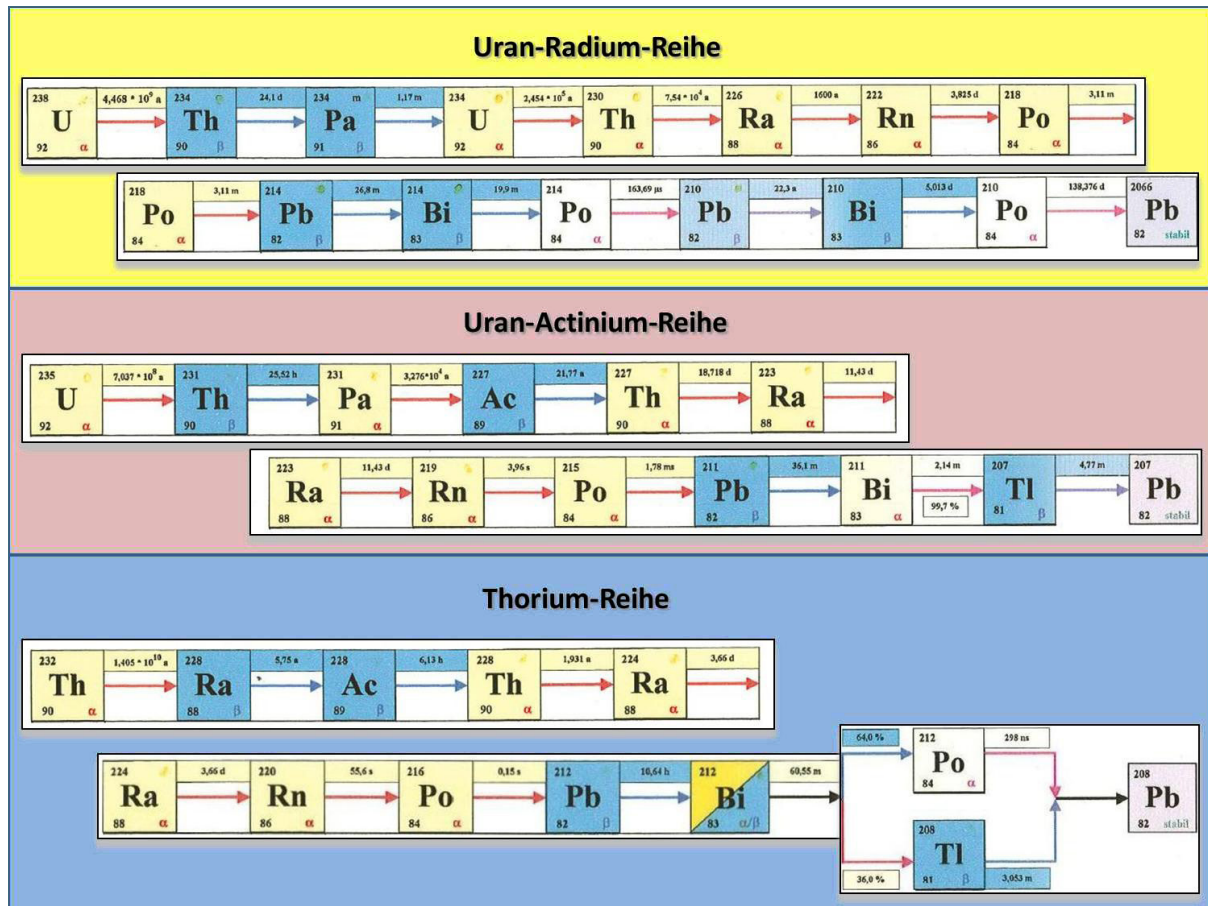 Uran-Radium-Reihe
238 4,468 * 10⁹ a 234 24,1 d 234 m 1,17 m 234 2,454 * 10⁵ a 230 7,54 * 10⁴ a 226 1600 a 222 3,825 d 218 3,11 m
U Th Pa U Th Ra Rn Po
92 α 90 β 91 β 92 α 90 α 88 α 86 α 84 α
218 3,11 m 214 26,8 m 214 19,9 m 214 163,69 µs 210 22,3 a 210 5,013 d 210 138,376 d 2066
Po Pb Bi Po Pb Bi Po Pb
84 α 82 β 83 β 84 α 82 β 83 β 84 α 82 stabil
Uran-Actinium-Reihe
235 7,037 * 10⁸ a 231 25,52 h 231 3,276*10⁴ a 227 21,77 a 227 18,718 d 223 11,43 d
U Th Pa Ac Th Ra
92 α 90 β 91 α 89 β 90 α 88 α
223 11,43 d 219 3,96 s 215 1,78 ms 211 36,1 m 211 2,14 m 207 4,77 m 207
Ra Rn Po Pb Bi Tl Pb
88 α 86 α 84 α 82 β 83 α 99,7 % 81 β 82 stabil
Thorium-Reihe
232 1,405 * 10¹⁰ a 228 5,75 a 228 6,13 h 228 1,931 a 224 3,66 d
Th Ra Ac Th Ra
90 α 88 β 89 β 90 α 88 α
224 3,66 d 220 55,6 s 216 0,15 s 212 10,64 h 212 60,55 m
Ra Rn Po Pb Bi
88 α 86 α 84 α 82 β 83 α/β
64,0 % 212 298 ns
Po
84 α
208
Pb
82 stabil
208
Tl
36,0 % 81 β 3,053 m